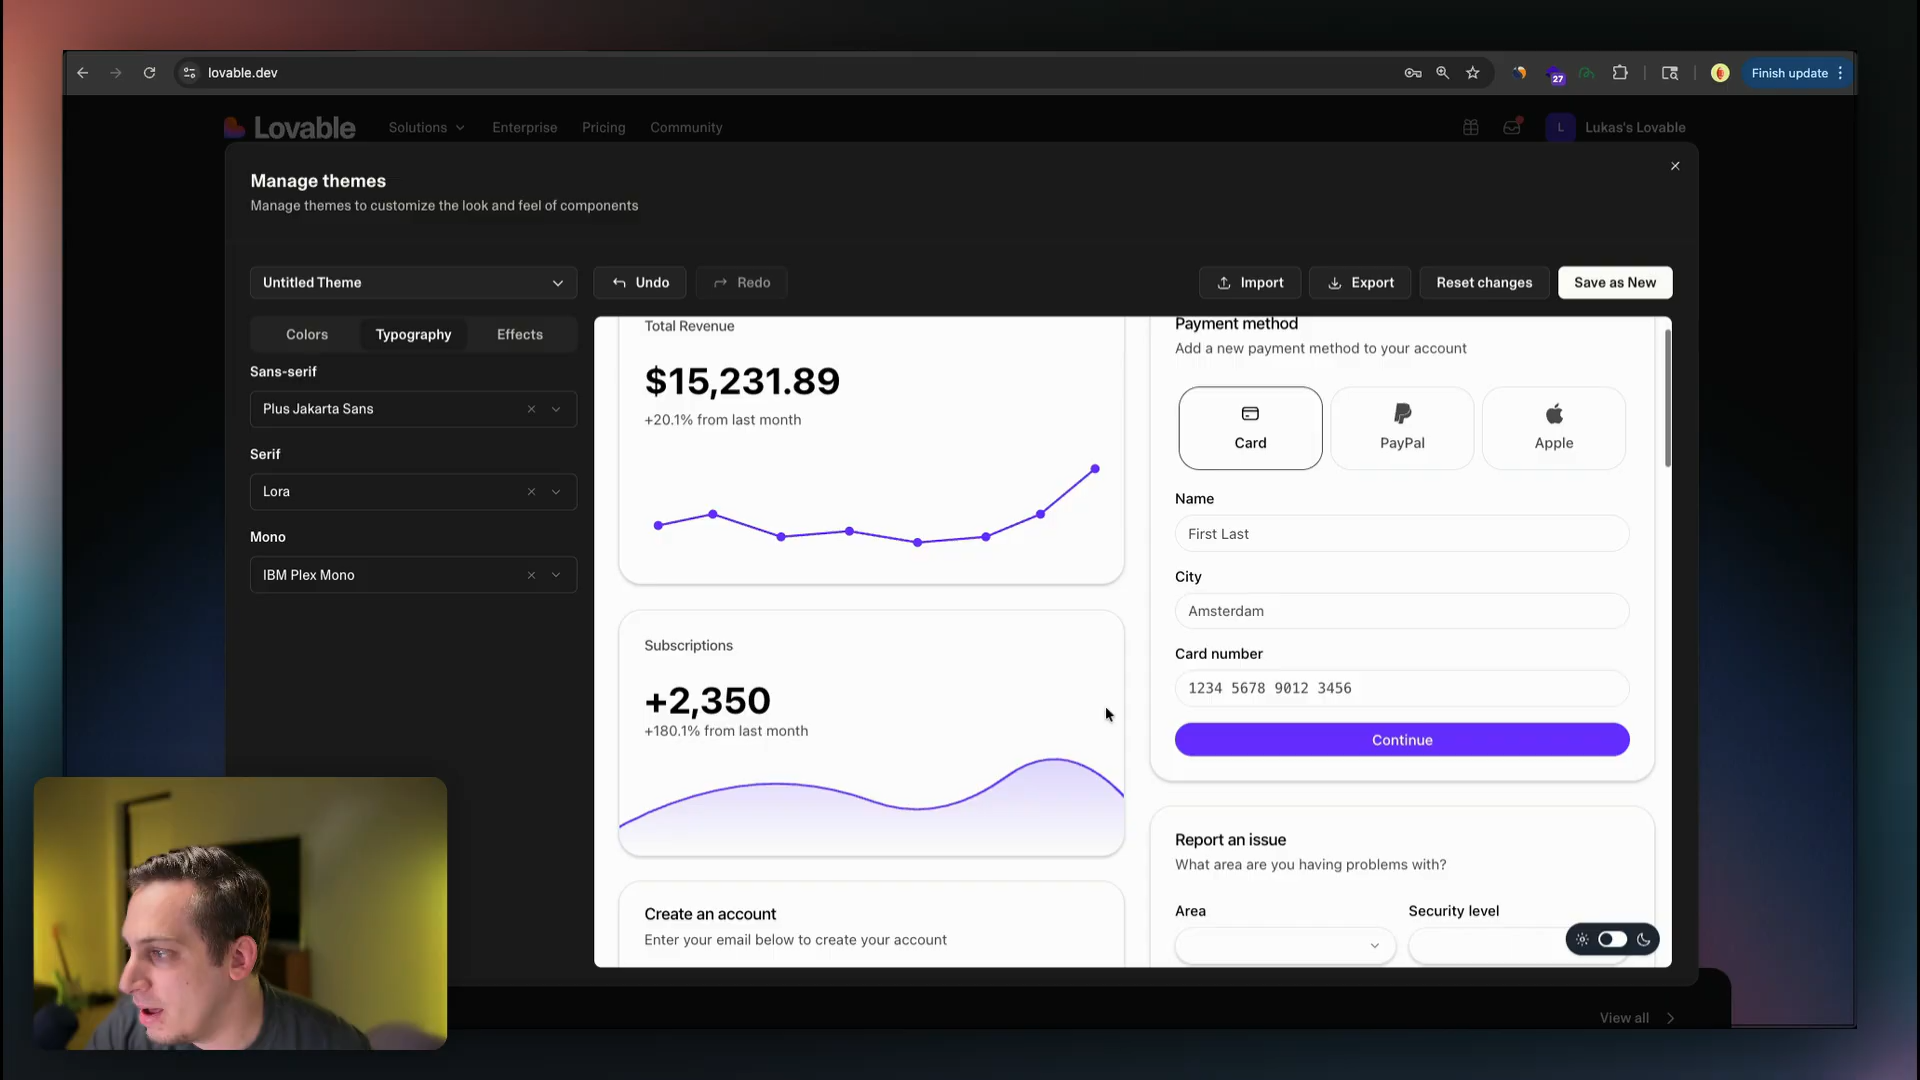 lovable.dev
27
Finish update
Lovable
Solutions
Enterprise
Pricing
Community
L
Lukas's Lovable
Manage themes
Manage themes to customize the look and feel of components
Untitled Theme
Undo
Redo
Import
Export
Reset changes
Save as New
Colors
Typography
Effects
Sans-serif
Plus Jakarta Sans
Serif
Lora
Mono
IBM Plex Mono
Total Revenue
$15,231.89
+20.1% from last month
Subscriptions
+2,350
+180.1% from last month
Create an account
Enter your email below to create your account
Payment method
Add a new payment method to your account
Card
PayPal
Apple
Name
First Last
City
Amsterdam
Card number
1234 5678 9012 3456
Continue
Report an issue
What area are you having problems with?
Area
Security level
View all